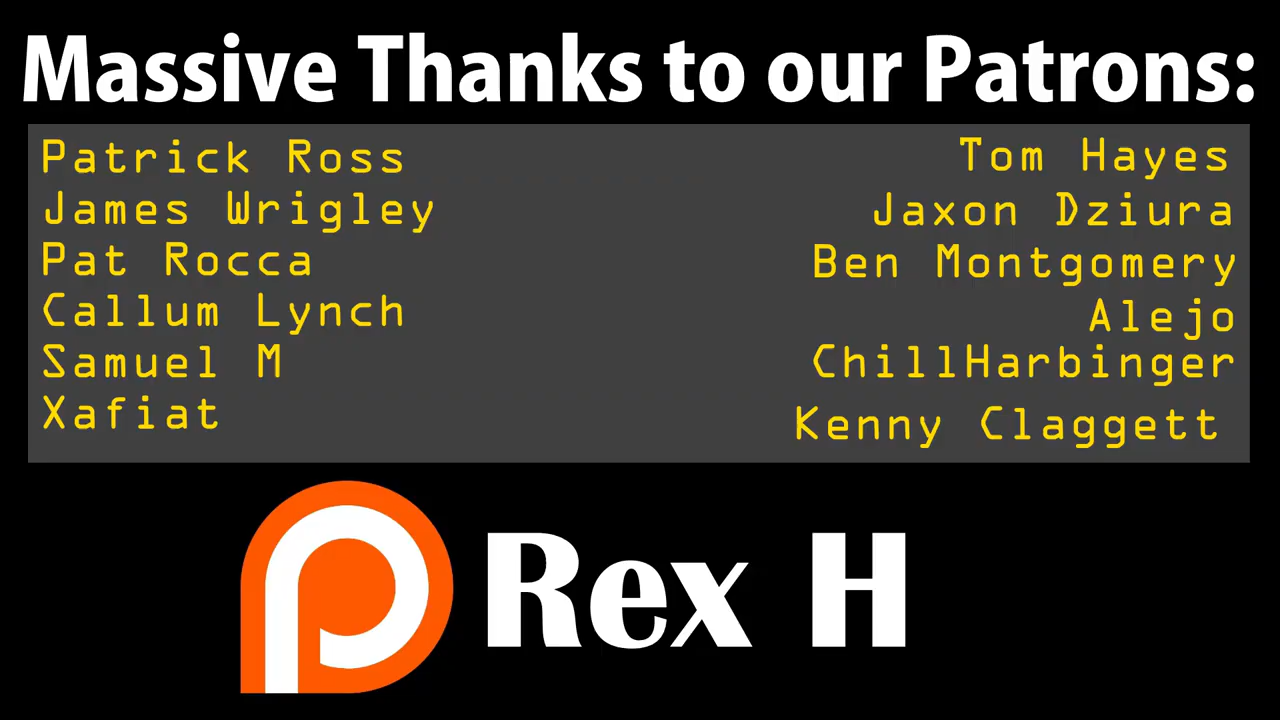 Massive Thanks to our Patrons:
Patrick Ross
James Wrigley
Pat Rocca
Callum Lynch
Samuel M
Xafiat
Tom Hayes
Jaxon Dziura
Ben Montgomery
Alejo
ChillHarbinger
Kenny Claggett
Rex H